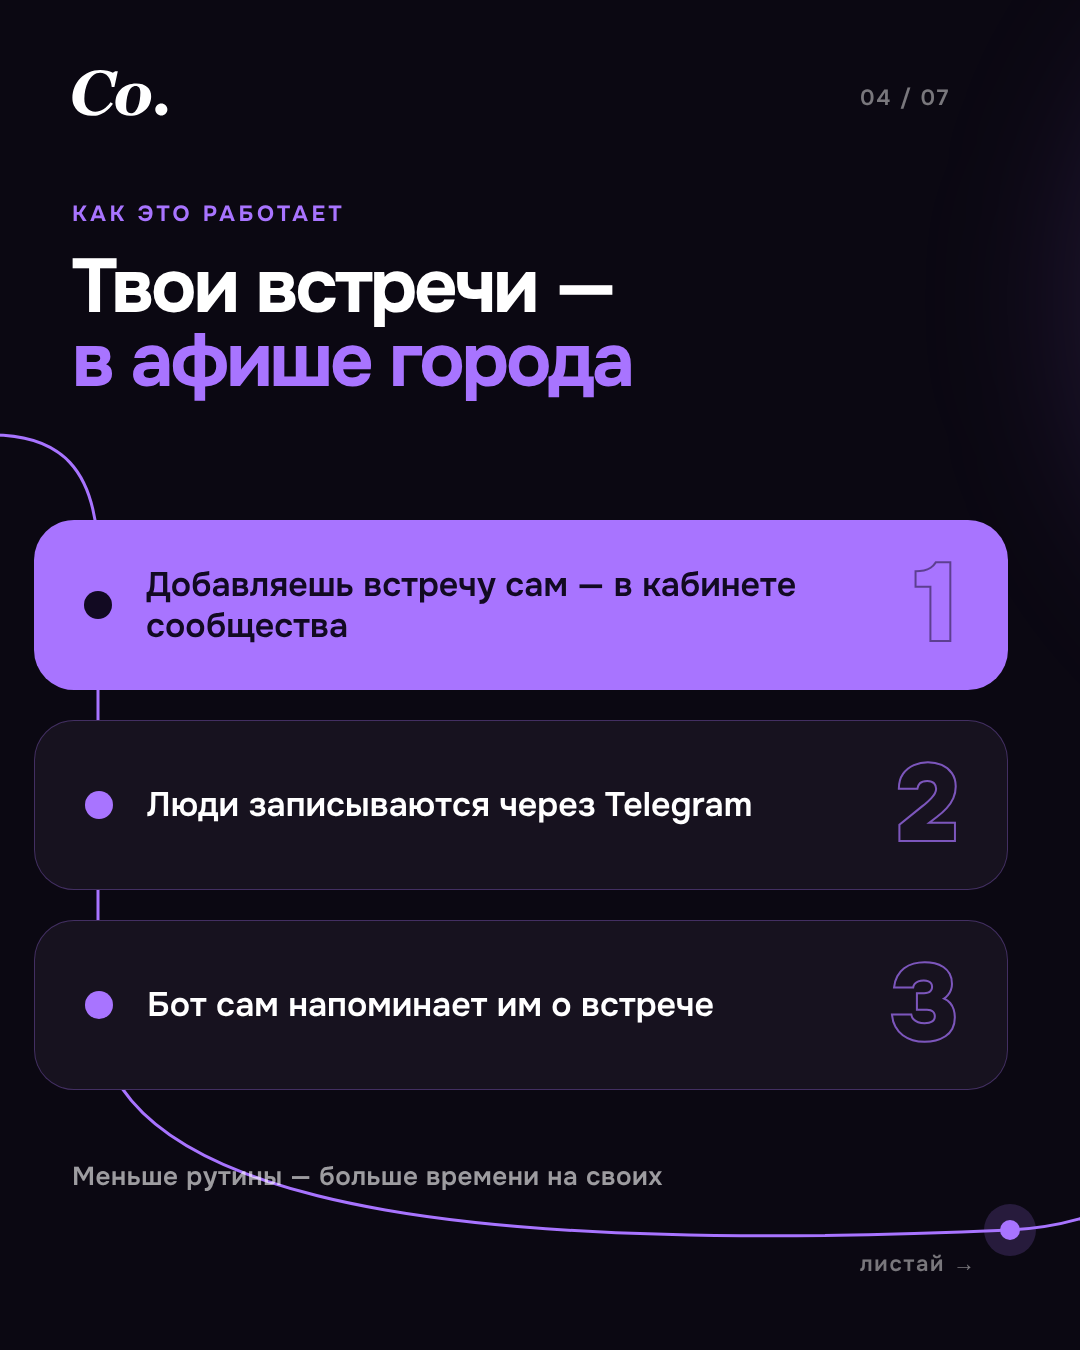 Co.
04 / 07
КАК ЭТО РАБОТАЕТ
Твои встречи —
в афише города
Добавляешь встречу сам — в кабинете
сообщества
1
Люди записываются через Telegram
2
Бот сам напоминает им о встрече
3
Меньше рутины — больше времени на своих
листай →